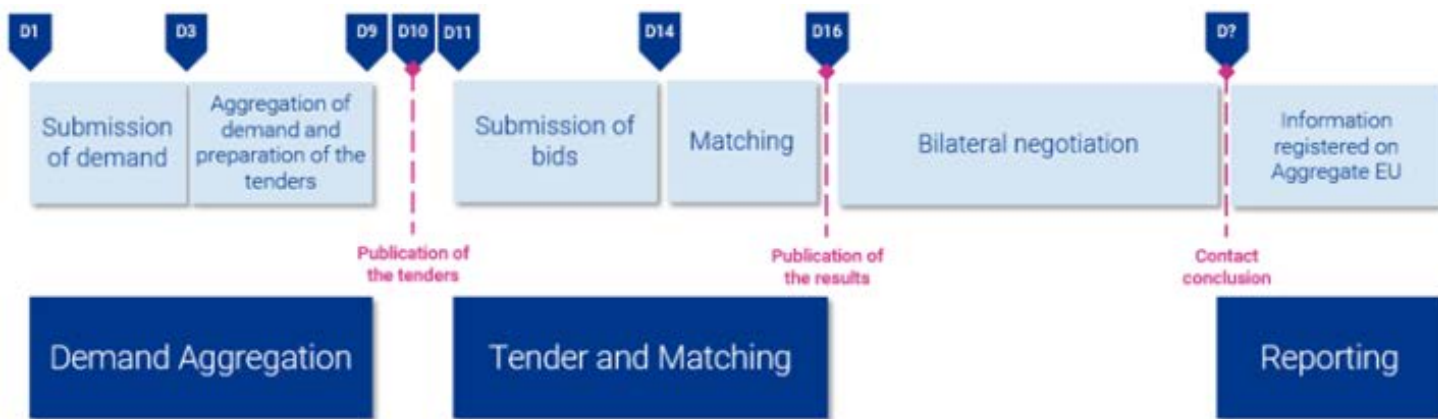 D1
D3
D9
D10
D11
D14
D16
D?
Submission
of demand
Aggregation of
demand and
preparation of the
tenders
Submission of
bids
Matching
Bilateral negotiation
Information
registered on
Aggregate EU
Publication of
the tenders
Publication of
the results
Contact
conclusion
Demand Aggregation
Tender and Matching
Reporting